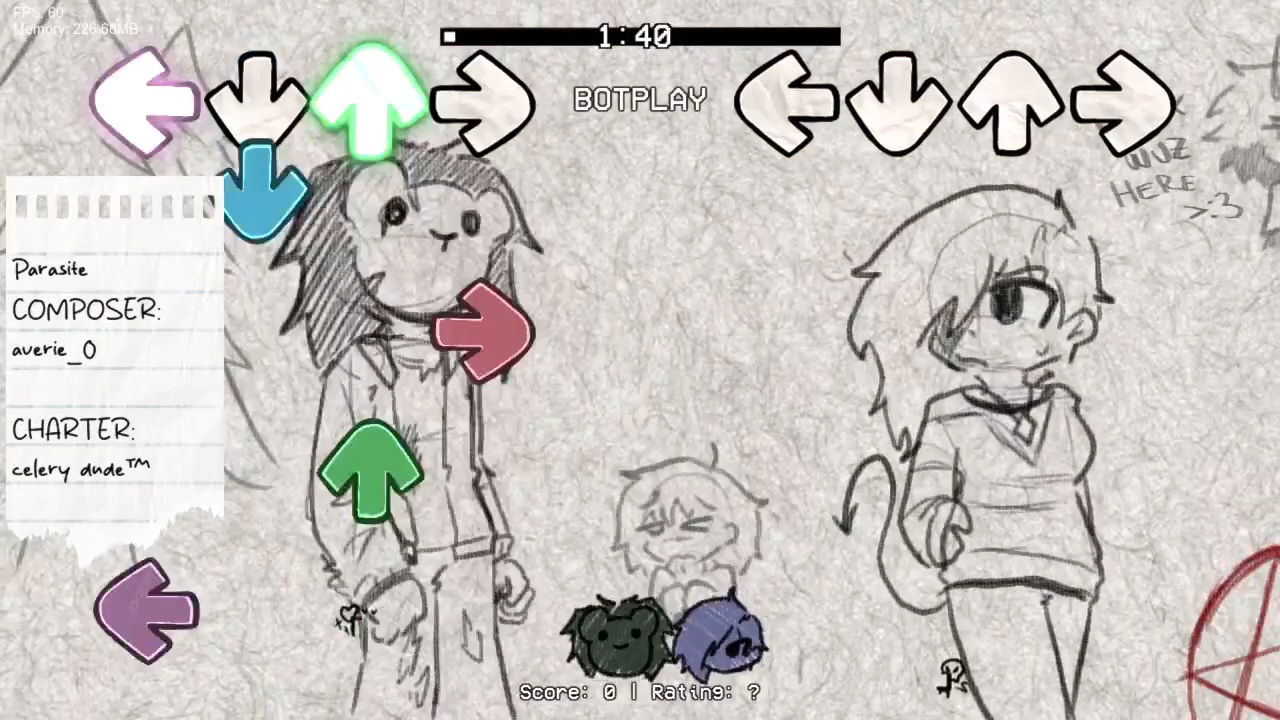 FPS: 60
Memory: 226.68MB
1:40
BOTPLAY
WUZ
HERE
>:3
Parasite
COMPOSER:
averie_0
CHARTER:
celery dude™
Score: 0 | Rating: ?